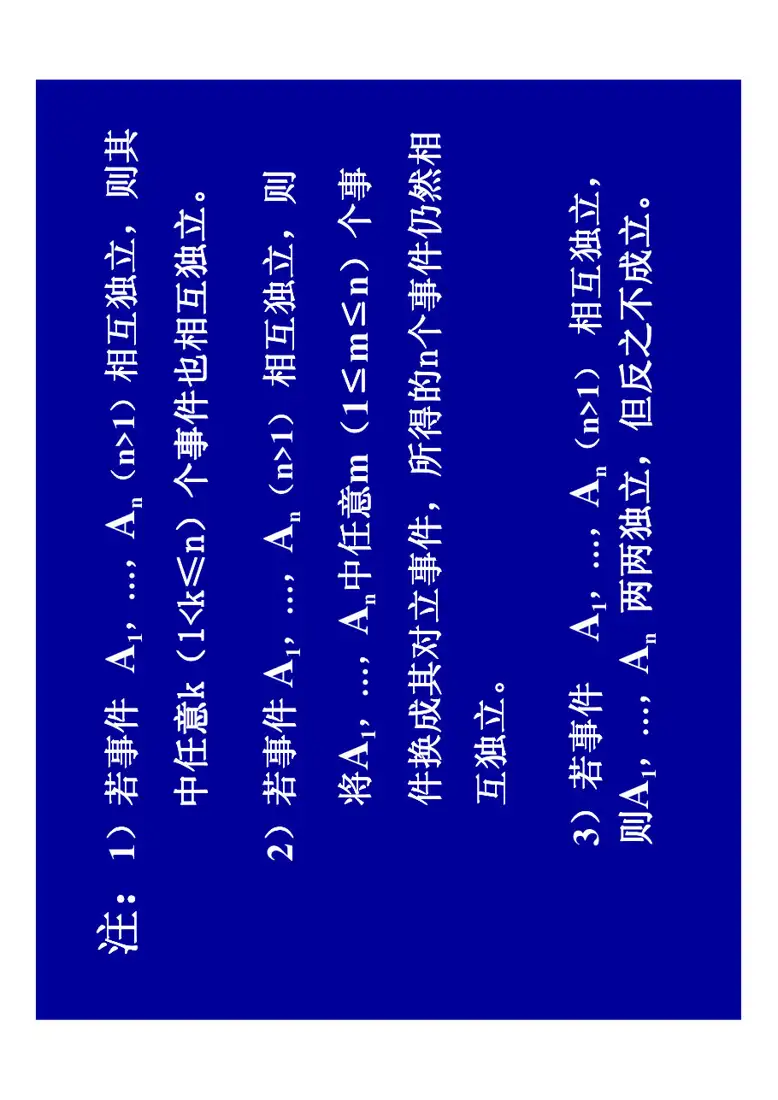 注：1）若事件 A₁，…，Aₙ（n>1）相互独立，则其
中任意k（1<k≤n）个事件也相互独立。
2）若事件 A₁，…，Aₙ（n>1） 相互独立，则
将A₁，…，Aₙ中任意m（1≤m≤n）个事
件换成其对立事件，所得的n个事件仍然相
互独立。
3）若事件 A₁，…，Aₙ（n>1） 相互独立，
则A₁，…，Aₙ 两两独立，但反之不成立。